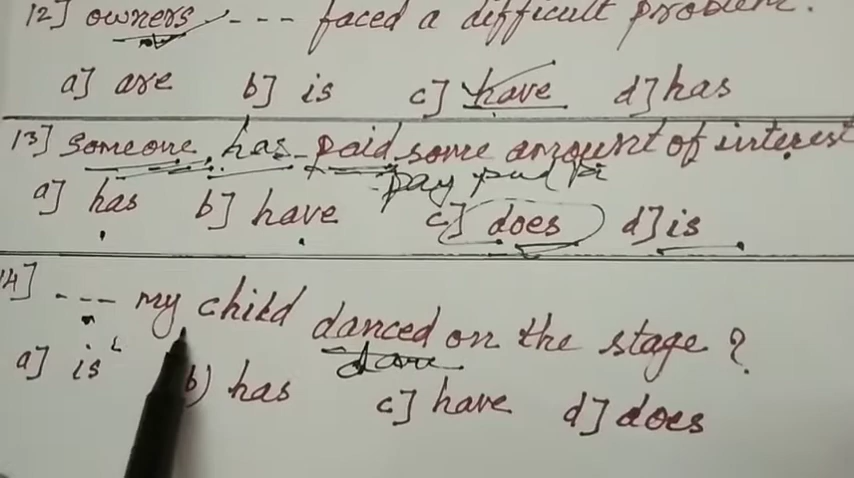 12] owners --- faced a difficult problem.
a] are b] is c] have d] has
13] Someone has paid some amount of interest
pay paid
a] has b] have c] does d] is
14] --- my child danced on the stage ?
a] is b) has c] have d] does